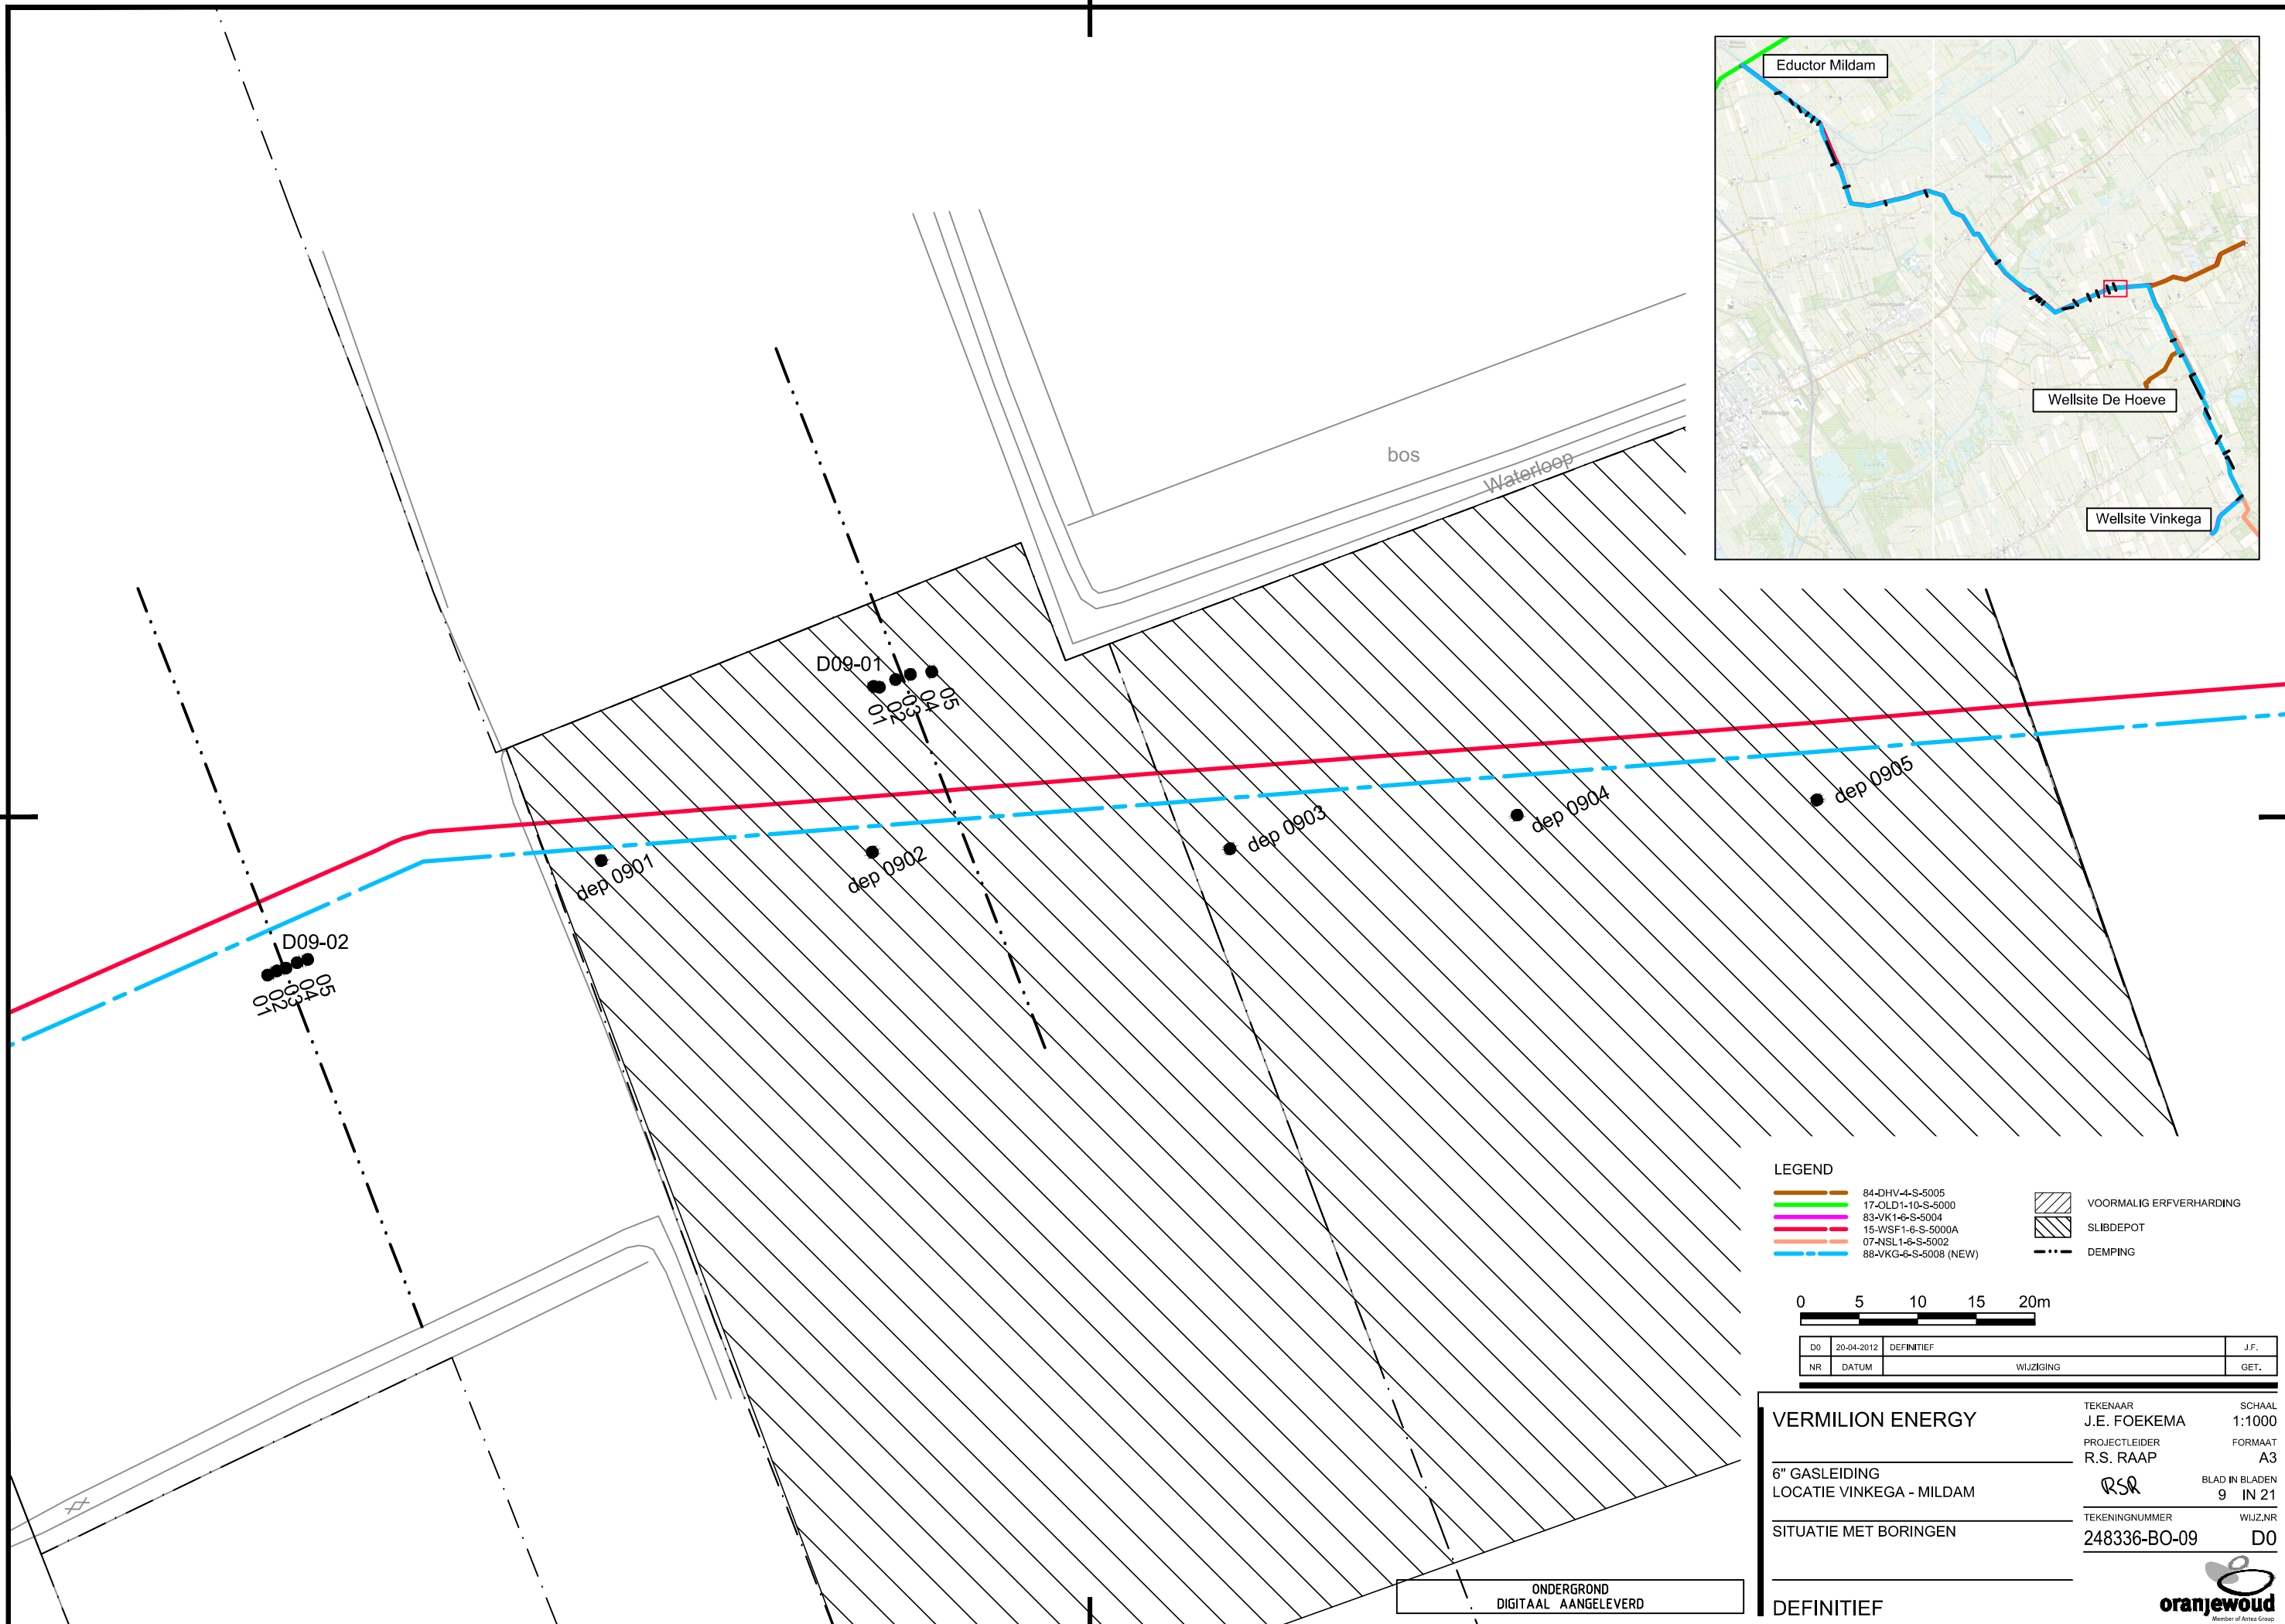 Eductor Mildam
Wellsite De Hoeve
Wellsite Vinkega
Wolvega
bos
Waterloop
D09-01
01
02
03
04
05
dep 0901
dep 0902
dep 0903
dep 0904
dep 0905
D09-02
01
02
03
04
05
LEGEND
84-DHV-4-S-5005
17-OLD1-10-S-5000
83-VK1-6-S-5004
15-WSF1-6-S-5000A
07-NSL1-6-S-5002
88-VKG-6-S-5008 (NEW)
VOORMALIG ERFVERHARDING
SLIBDEPOT
DEMPING
0 5 10 15 20m
D0 20-04-2012 DEFINITIEF J.F.
NR DATUM WIJZIGING GET.
VERMILION ENERGY
6" GASLEIDING
LOCATIE VINKEGA - MILDAM
SITUATIE MET BORINGEN
DEFINITIEF
TEKENAAR SCHAAL
J.E. FOEKEMA 1:1000
PROJECTLEIDER FORMAAT
R.S. RAAP A3
RSR
BLAD IN BLADEN
9 IN 21
TEKENINGNUMMER WIJZ.NR
248336-BO-09 D0
oranjewoud
Member of Antea Group
ONDERGROND
DIGITAAL AANGELEVERD